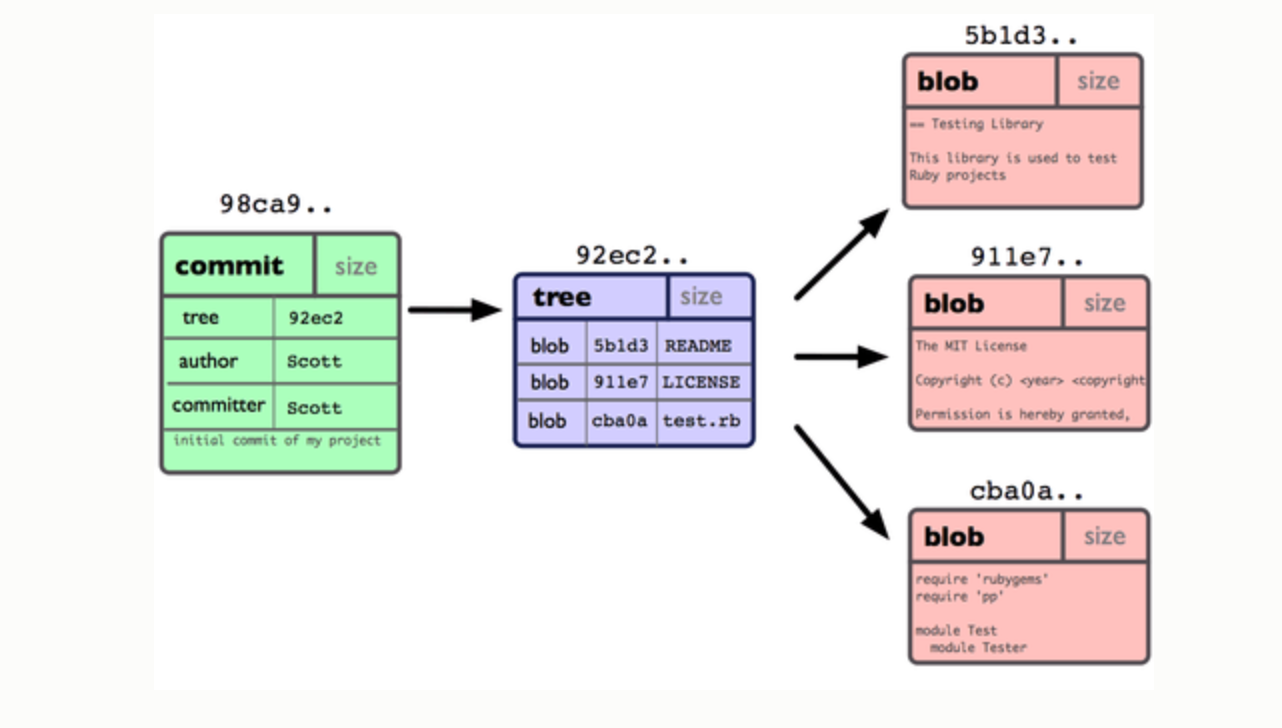 98ca9..
commit size
tree 92ec2
author Scott
committer Scott
initial commit of my project
92ec2..
tree size
blob 5b1d3 README
blob 911e7 LICENSE
blob cba0a test.rb
5b1d3..
blob size
== Testing Library
This library is used to test
Ruby projects
911e7..
blob size
The MIT License
Copyright (c) <year> <copyright
Permission is hereby granted,
cba0a..
blob size
require 'rubygems'
require 'pp'
module Test
module Tester